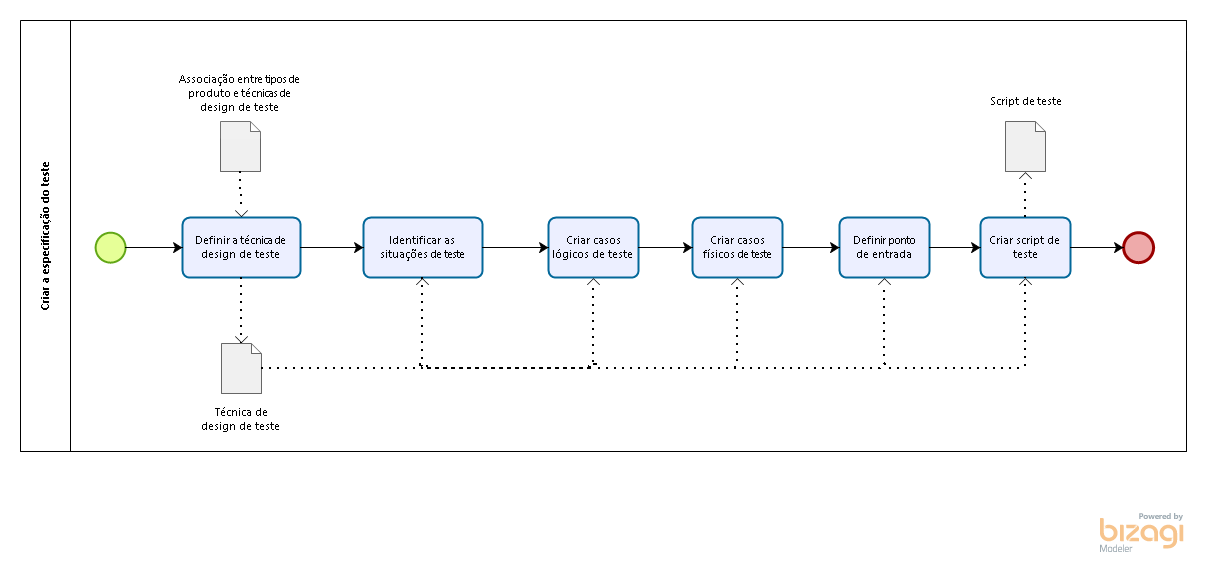 Criar a especificação do teste
Associação entre tipos de
produto e técnicas de
design de teste
Script de teste
Definir a técnica de
design de teste
Identificar as
situações de teste
Criar casos
lógicos de teste
Criar casos
físicos de teste
Definir ponto
de entrada
Criar script de
teste
Técnica de
design de teste
Powered by
bizagi
Modeler